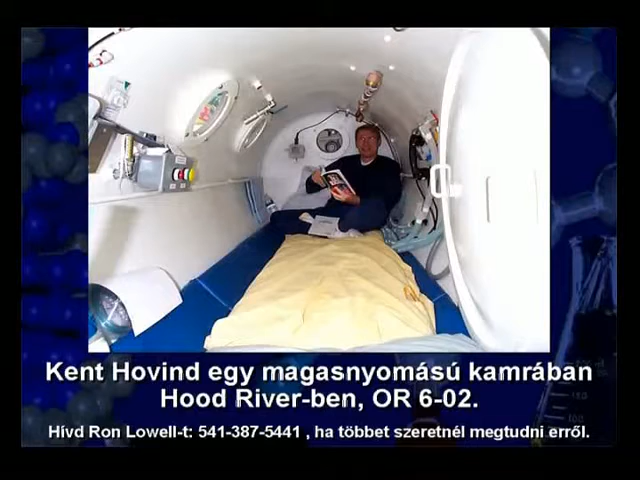 Kent Hovind egy magasnyomású kamrában
Hood River-ben, OR 6-02.
Hívd Ron Lowell-t: 541-387-5441 , ha többet szeretnél megtudni erről.